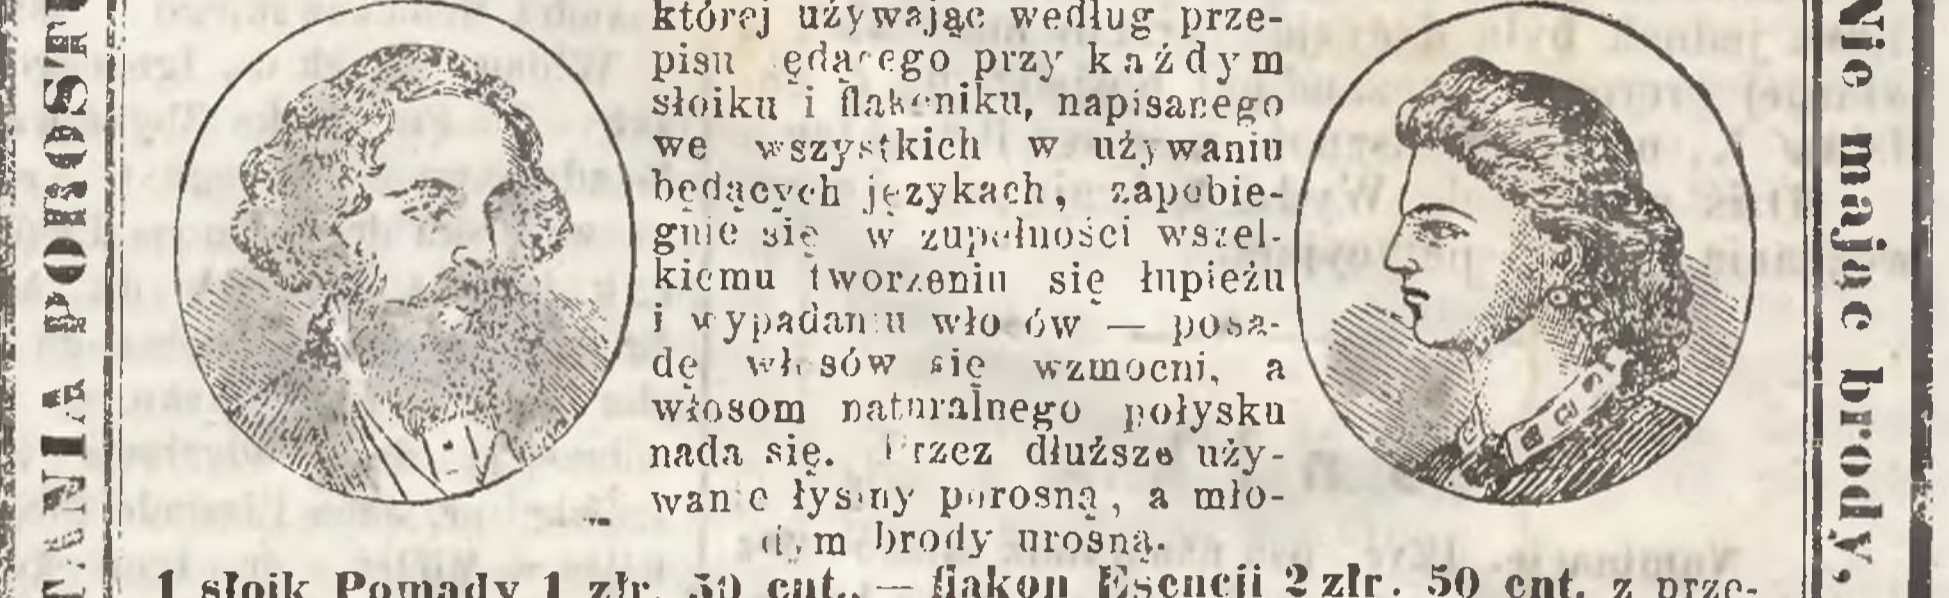 której używając według prze-
pisu ędącego przy każdym
słoiku i flakoniku, napisanego
we wszystkich w używaniu
będących językach, zapobie-
gnie się w zupełności wszel-
kiemu tworzeniu się łupieżu
i wypadaniu włosów — posa-
dę włosów się wzmocni, a
włosom naturalnego połysku
nada się. Przez dłuższe uży-
wanie łysiny porosną, a mło-
dym brody urosną.
1 słoik Pomady 1 złr. 50 cnt., — flakon Esencji 2 złr. 50 cnt. z prze-
Nie mając brody,